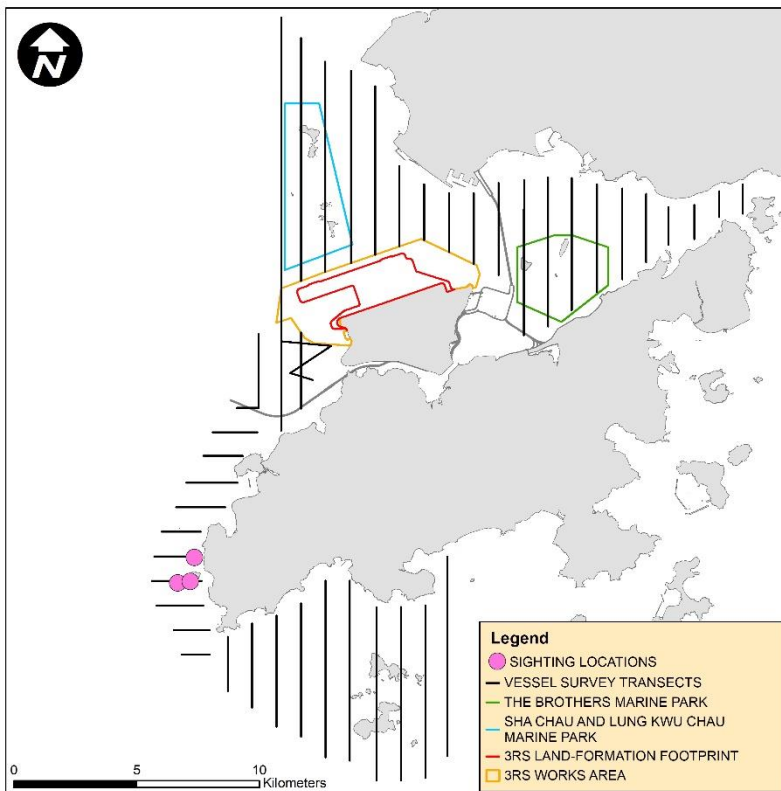 N
Legend
SIGHTING LOCATIONS
VESSEL SURVEY TRANSECTS
THE BROTHERS MARINE PARK
SHA CHAU AND LUNG KWU CHAU
MARINE PARK
3RS LAND-FORMATION FOOTPRINT
3RS WORKS AREA
0 5 10
Kilometers